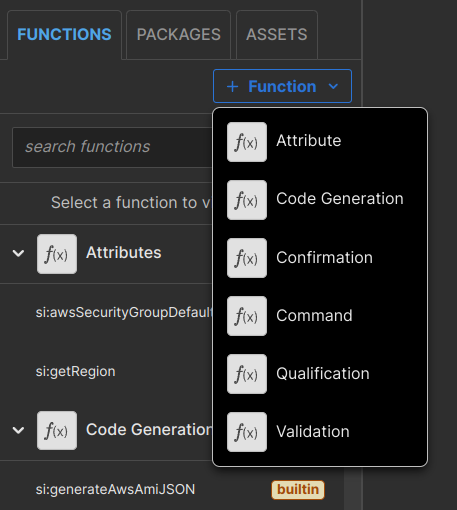 FUNCTIONS PACKAGES ASSETS
+ Function
search functions
f(x) Attribute
f(x) Code Generation
f(x) Confirmation
f(x) Command
f(x) Qualification
f(x) Validation
Select a function to v
f(x) Attributes
si:awsSecurityGroupDefault
si:getRegion
f(x) Code Generation
si:generateAwsAmiJSON builtin